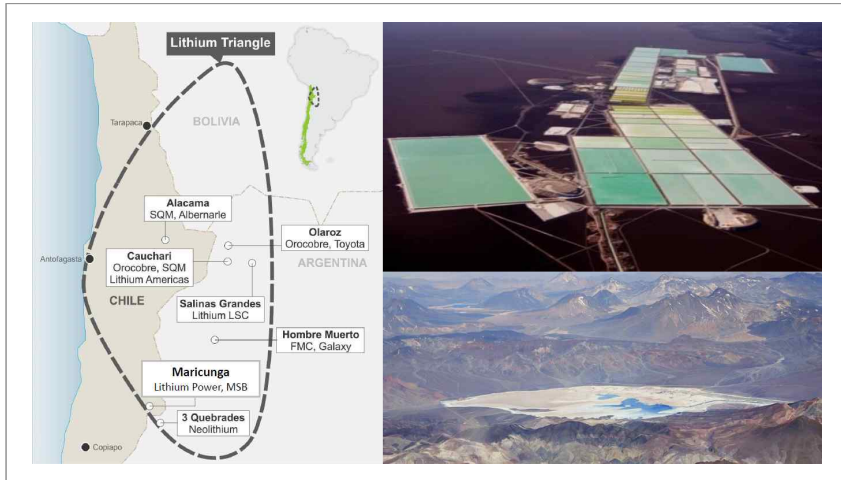 Lithium Triangle
BOLIVIA
Tarapaca
Alacama
SQM, Albernarle
Olaroz
Orocobre, Toyota
Antofagasta
Cauchari
Orocobre, SQM
Lithium Americas
ARGENTINA
CHILE
Salinas Grandes
Lithium LSC
Hombre Muerto
FMC, Galaxy
Maricunga
Lithium Power, MSB
3 Quebrades
Neolithium
Copiapo